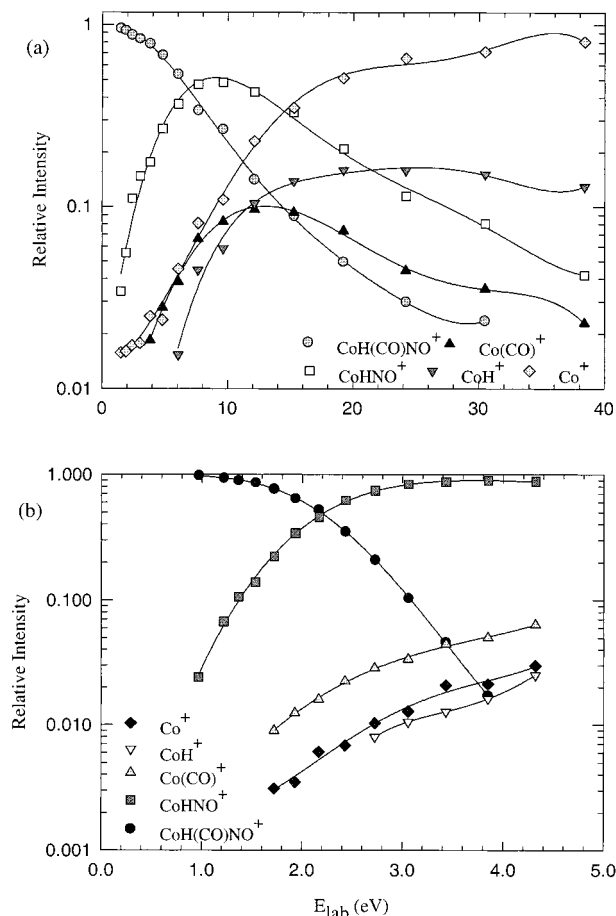 (a)
1
0.1
0.01
Relative Intensity
CoH(CO)NO+ Co(CO)+
CoHNO+ CoH+ Co+
0 10 20 30 40
(b)
1.000
0.100
0.010
0.001
Relative Intensity
Co+
CoH+
Co(CO)+
CoHNO+
CoH(CO)NO+
0.0 1.0 2.0 3.0 4.0 5.0
Elab(eV)